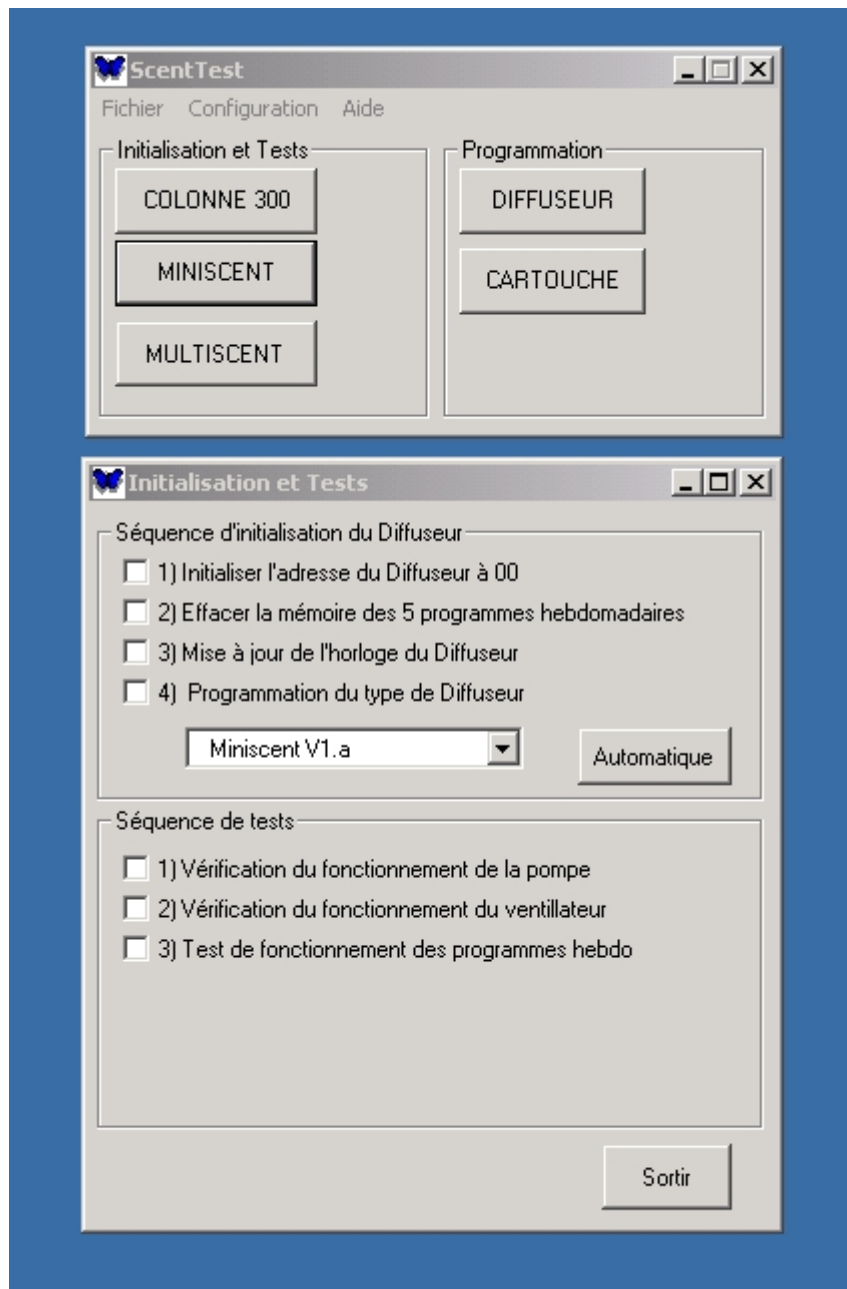 ScentTest
Fichier Configuration Aide
Initialisation et Tests
COLONNE 300
MINISCENT
MULTISCENT
Programmation
DIFFUSEUR
CARTOUCHE
Initialisation et Tests
Séquence d'initialisation du Diffuseur
1) Initialiser l'adresse du Diffuseur à 00
2) Effacer la mémoire des 5 programmes hebdomadaires
3) Mise à jour de l'horloge du Diffuseur
4) Programmation du type de Diffuseur
Miniscent V1.a
Automatique
Séquence de tests
1) Vérification du fonctionnement de la pompe
2) Vérification du fonctionnement du ventillateur
3) Test de fonctionnement des programmes hebdo
Sortir